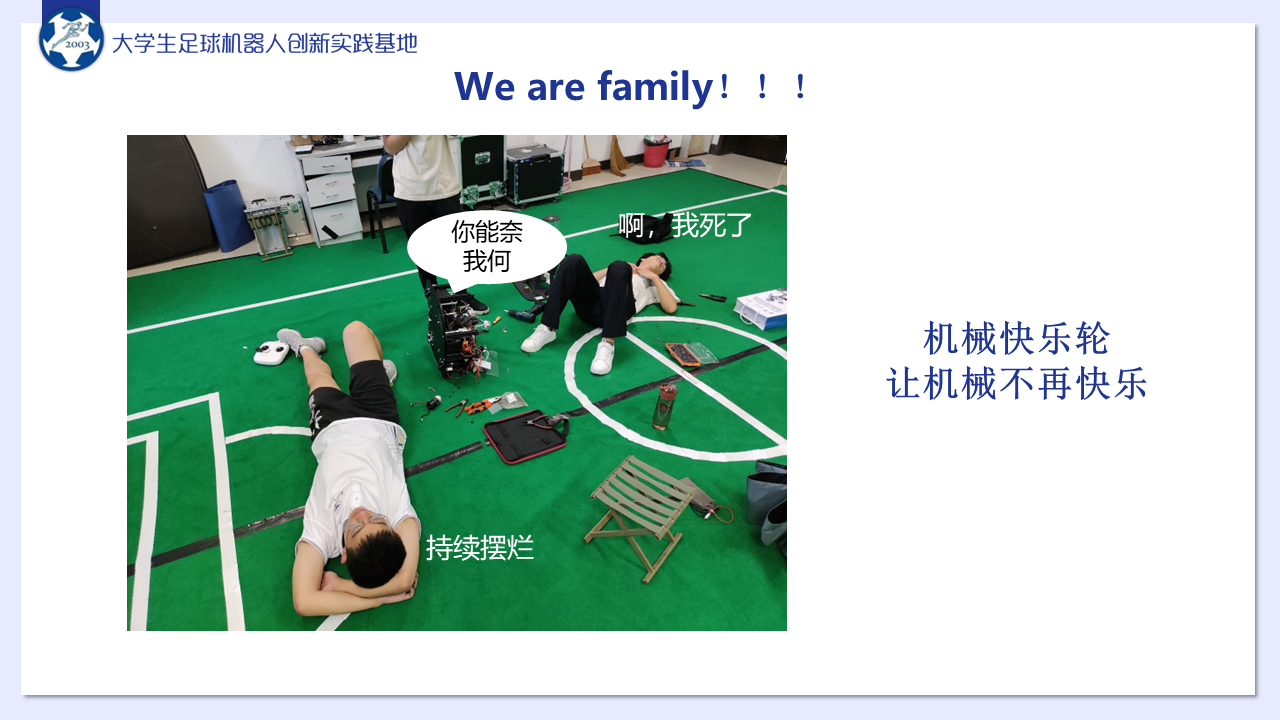 2003
大学生足球机器人创新实践基地
We are family！！！
你能奈
我何
啊，我死了
持续摆烂
机械快乐轮
让机械不再快乐